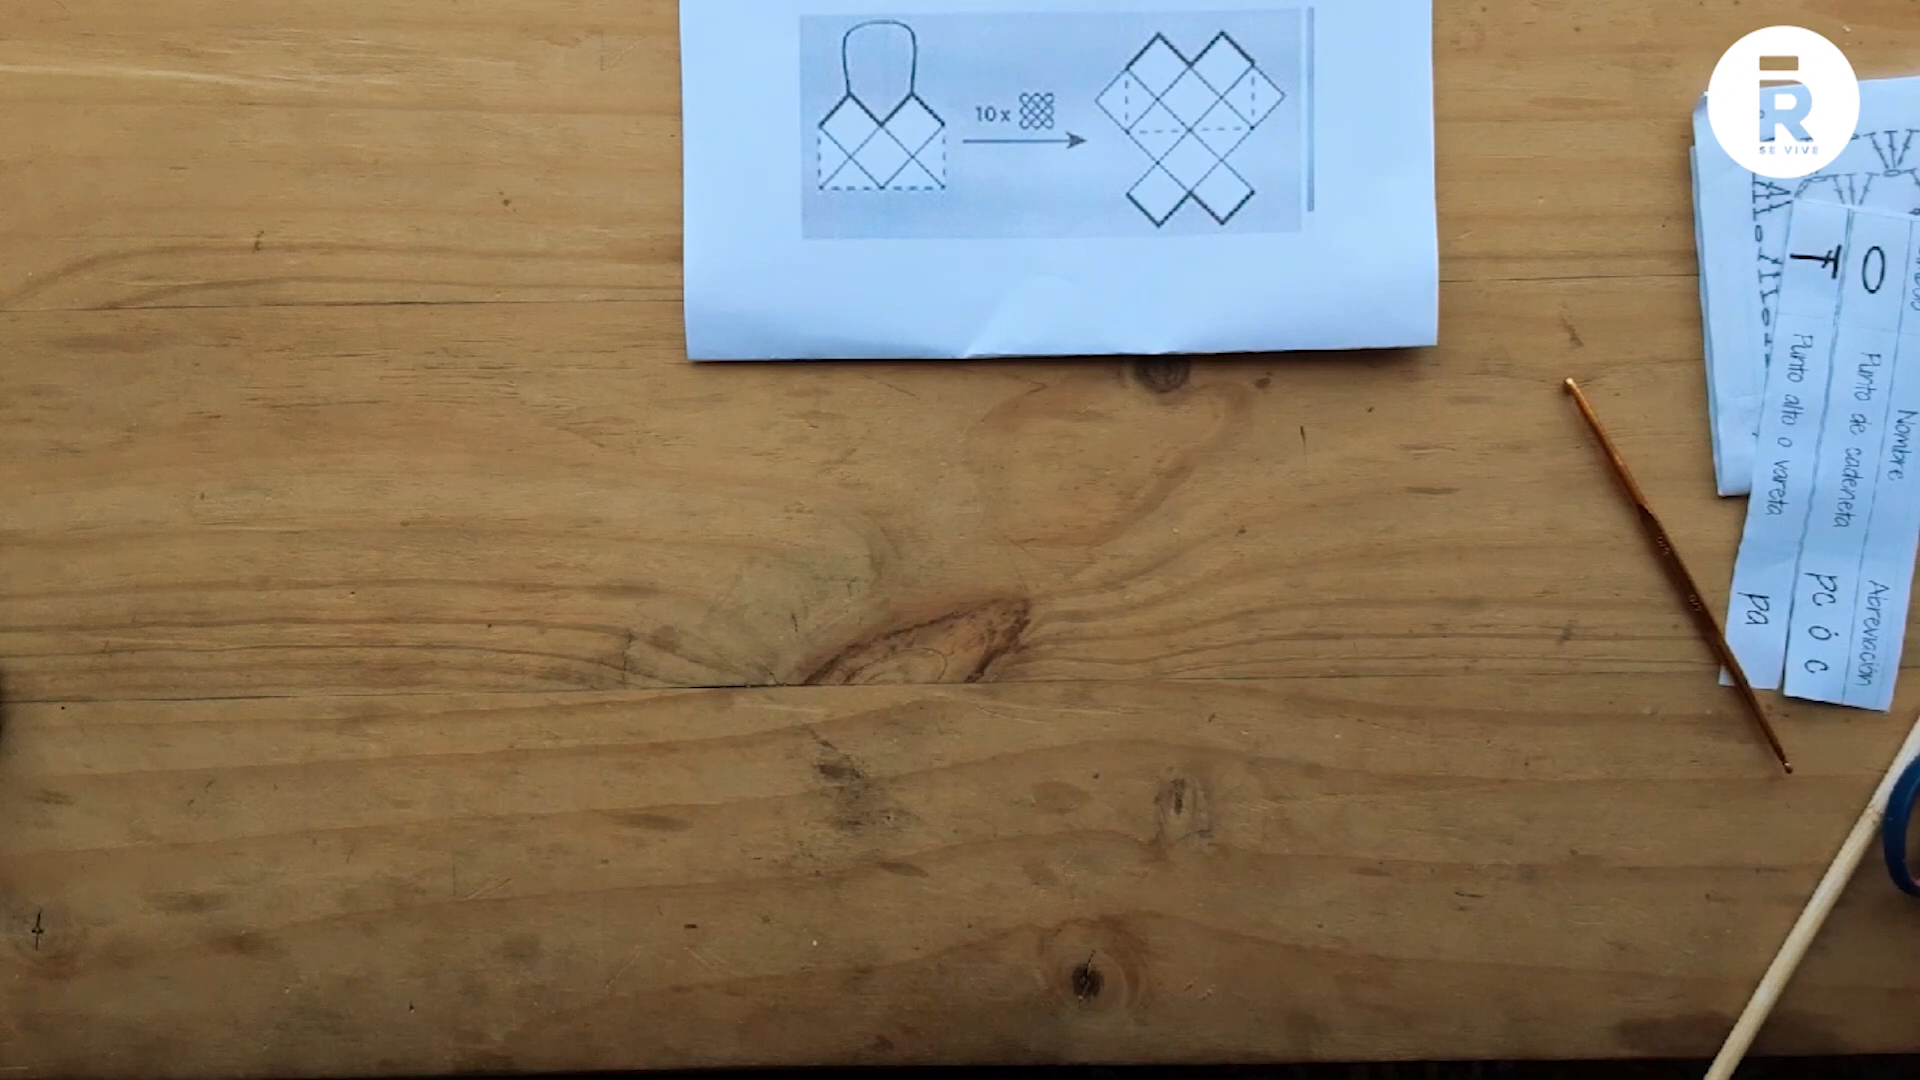 10 x
R
SE VIVE
Nombre
Abreviación
O
Punto de cadeneta
pc ó c
Punto alto o vareta
pa